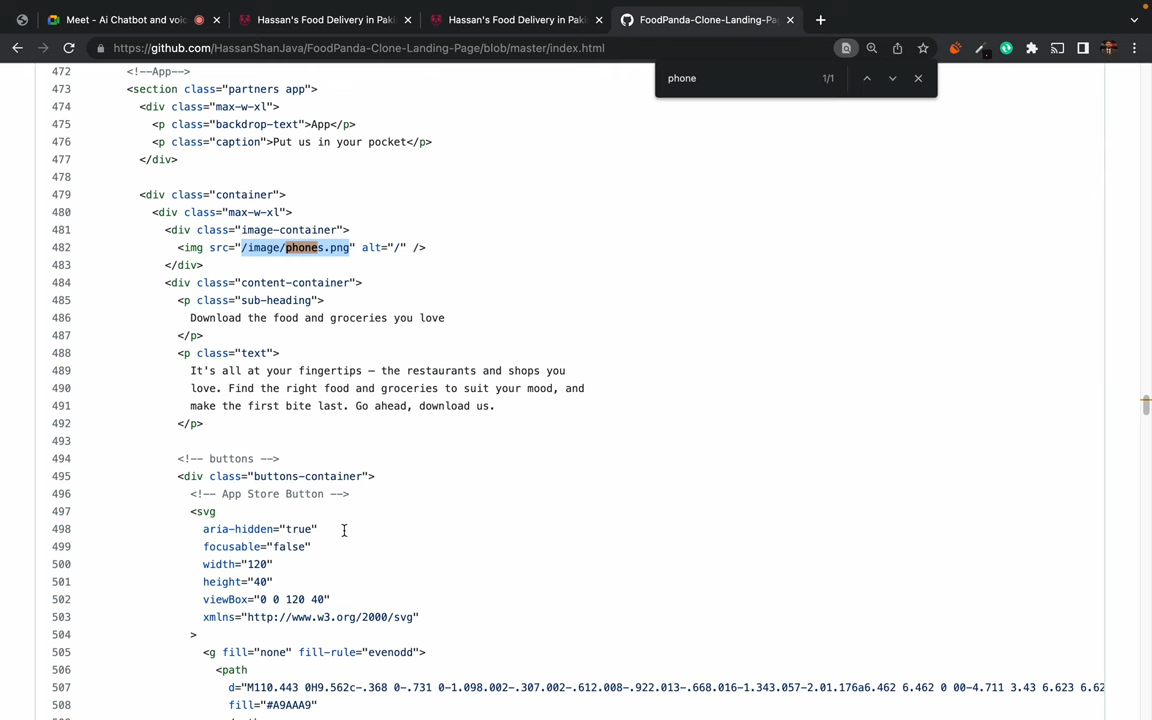 Meet - Ai Chatbot and voic
Hassan's Food Delivery in Paki
Hassan's Food Delivery in Paki
FoodPanda-Clone-Landing-Pa
https://github.com/HassanShanJava/FoodPanda-Clone-Landing-Page/blob/master/index.html
phone 1/1
472 <!--App-->
473 <section class="partners app">
474 <div class="max-w-xl">
475 <p class="backdrop-text">App</p>
476 <p class="caption">Put us in your pocket</p>
477 </div>
478
479 <div class="container">
480 <div class="max-w-xl">
481 <div class="image-container">
482 <img src="/image/phones.png" alt="/" />
483 </div>
484 <div class="content-container">
485 <p class="sub-heading">
486 Download the food and groceries you love
487 </p>
488 <p class="text">
489 It's all at your fingertips — the restaurants and shops you
490 love. Find the right food and groceries to suit your mood, and
491 make the first bite last. Go ahead, download us.
492 </p>
493
494 <!-- buttons -->
495 <div class="buttons-container">
496 <!-- App Store Button -->
497 <svg
498 aria-hidden="true"
499 focusable="false"
500 width="120"
501 height="40"
502 viewBox="0 0 120 40"
503 xmlns="http://www.w3.org/2000/svg"
504 >
505 <g fill="none" fill-rule="evenodd">
506 <path
507 d="M110.443 0H9.562c-.368 0-.731 0-1.098.002-.307.002-.612.008-.922.013-.668.016-1.343.057-2.01.176a6.462 6.462 0 00-4.711 3.43 6.623 6.62
508 fill="#A9AAA9"